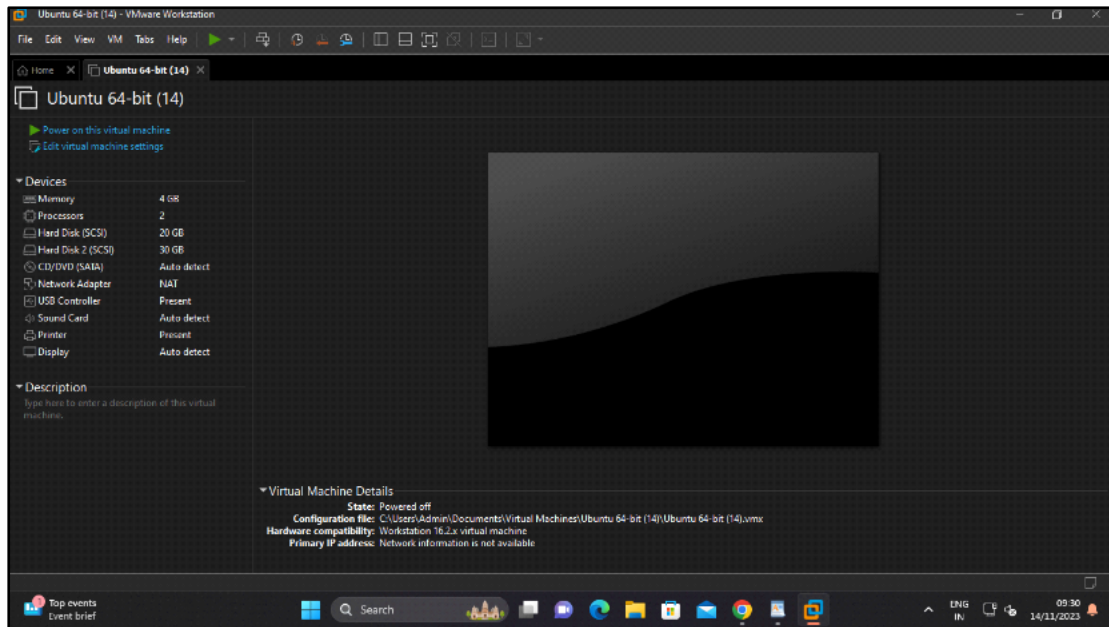 Ubuntu 64-bit (14) - VMware Workstation
File Edit View VM Tabs Help
Home Ubuntu 64-bit (14)
Ubuntu 64-bit (14)
Power on this virtual machine
Edit virtual machine settings
Devices
Memory 4 GB
Processors 2
Hard Disk (SCSI) 20 GB
Hard Disk 2 (SCSI) 30 GB
CD/DVD (SATA) Auto detect
Network Adapter NAT
USB Controller Present
Sound Card Auto detect
Printer Present
Display Auto detect
Description
Type here to enter a description of this virtual
machine.
Virtual Machine Details
State: Powered off
Configuration file: C:\Users\Admin\Documents\Virtual Machines\Ubuntu 64-bit (14)\Ubuntu 64-bit (14).vmx
Hardware compatibility: Workstation 16.2.x virtual machine
Primary IP address: Network information is not available
Top events
Event brief
Search
ENG
IN
09:30
14/11/2023